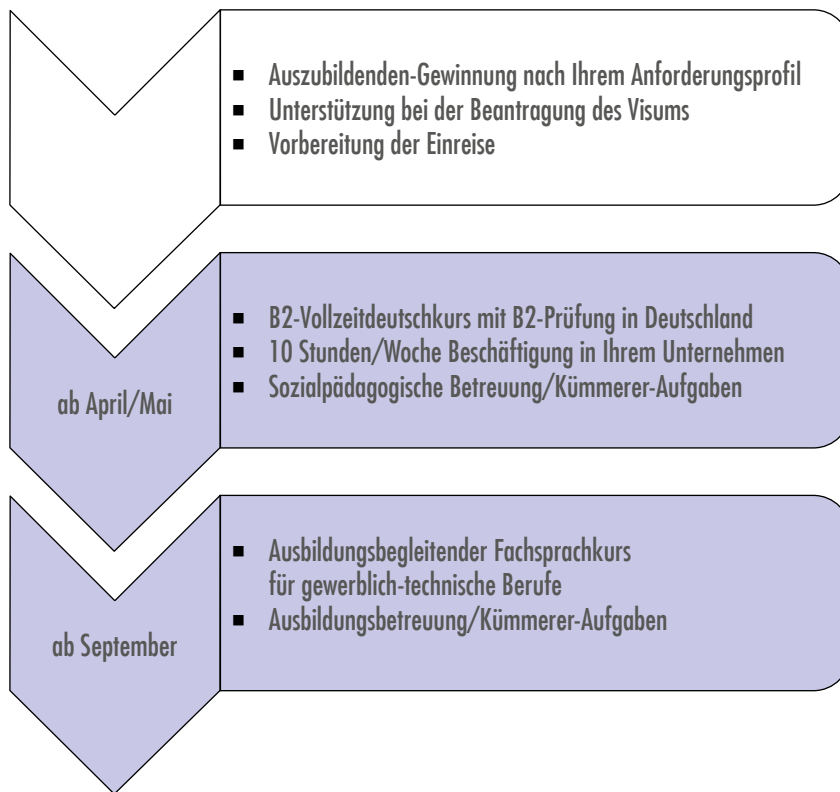 ▪ Auszubildenden-Gewinnung nach Ihrem Anforderungsprofil
▪ Unterstützung bei der Beantragung des Visums
▪ Vorbereitung der Einreise
ab April/Mai
▪ B2-Vollzeitdeutschkurs mit B2-Prüfung in Deutschland
▪ 10 Stunden/Woche Beschäftigung in Ihrem Unternehmen
▪ Sozialpädagogische Betreuung/Kümmerer-Aufgaben
ab September
▪ Ausbildungsbegleitender Fachsprachkurs
für gewerblich-technische Berufe
▪ Ausbildungsbetreuung/Kümmerer-Aufgaben